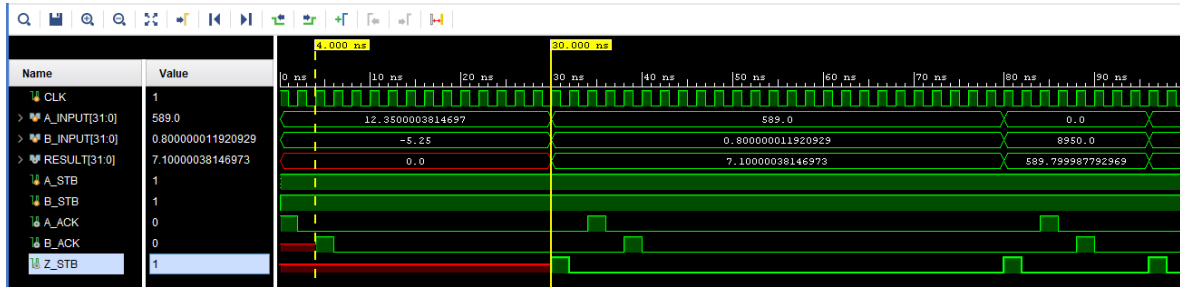 4.000 ns 30.000 ns
Name Value
0 ns 10 ns 20 ns 30 ns 40 ns 50 ns 60 ns 70 ns 80 ns 90 ns
CLK 1
A_INPUT[31:0] 589.0 12.3500003814697 589.0 0.0
B_INPUT[31:0] 0.800000011920929 -5.25 0.800000011920929 8950.0
RESULT[31:0] 7.10000038146973 0.0 7.10000038146973 589.799987792969
A_STB 1
B_STB 1
A_ACK 0
B_ACK 0
Z_STB 1